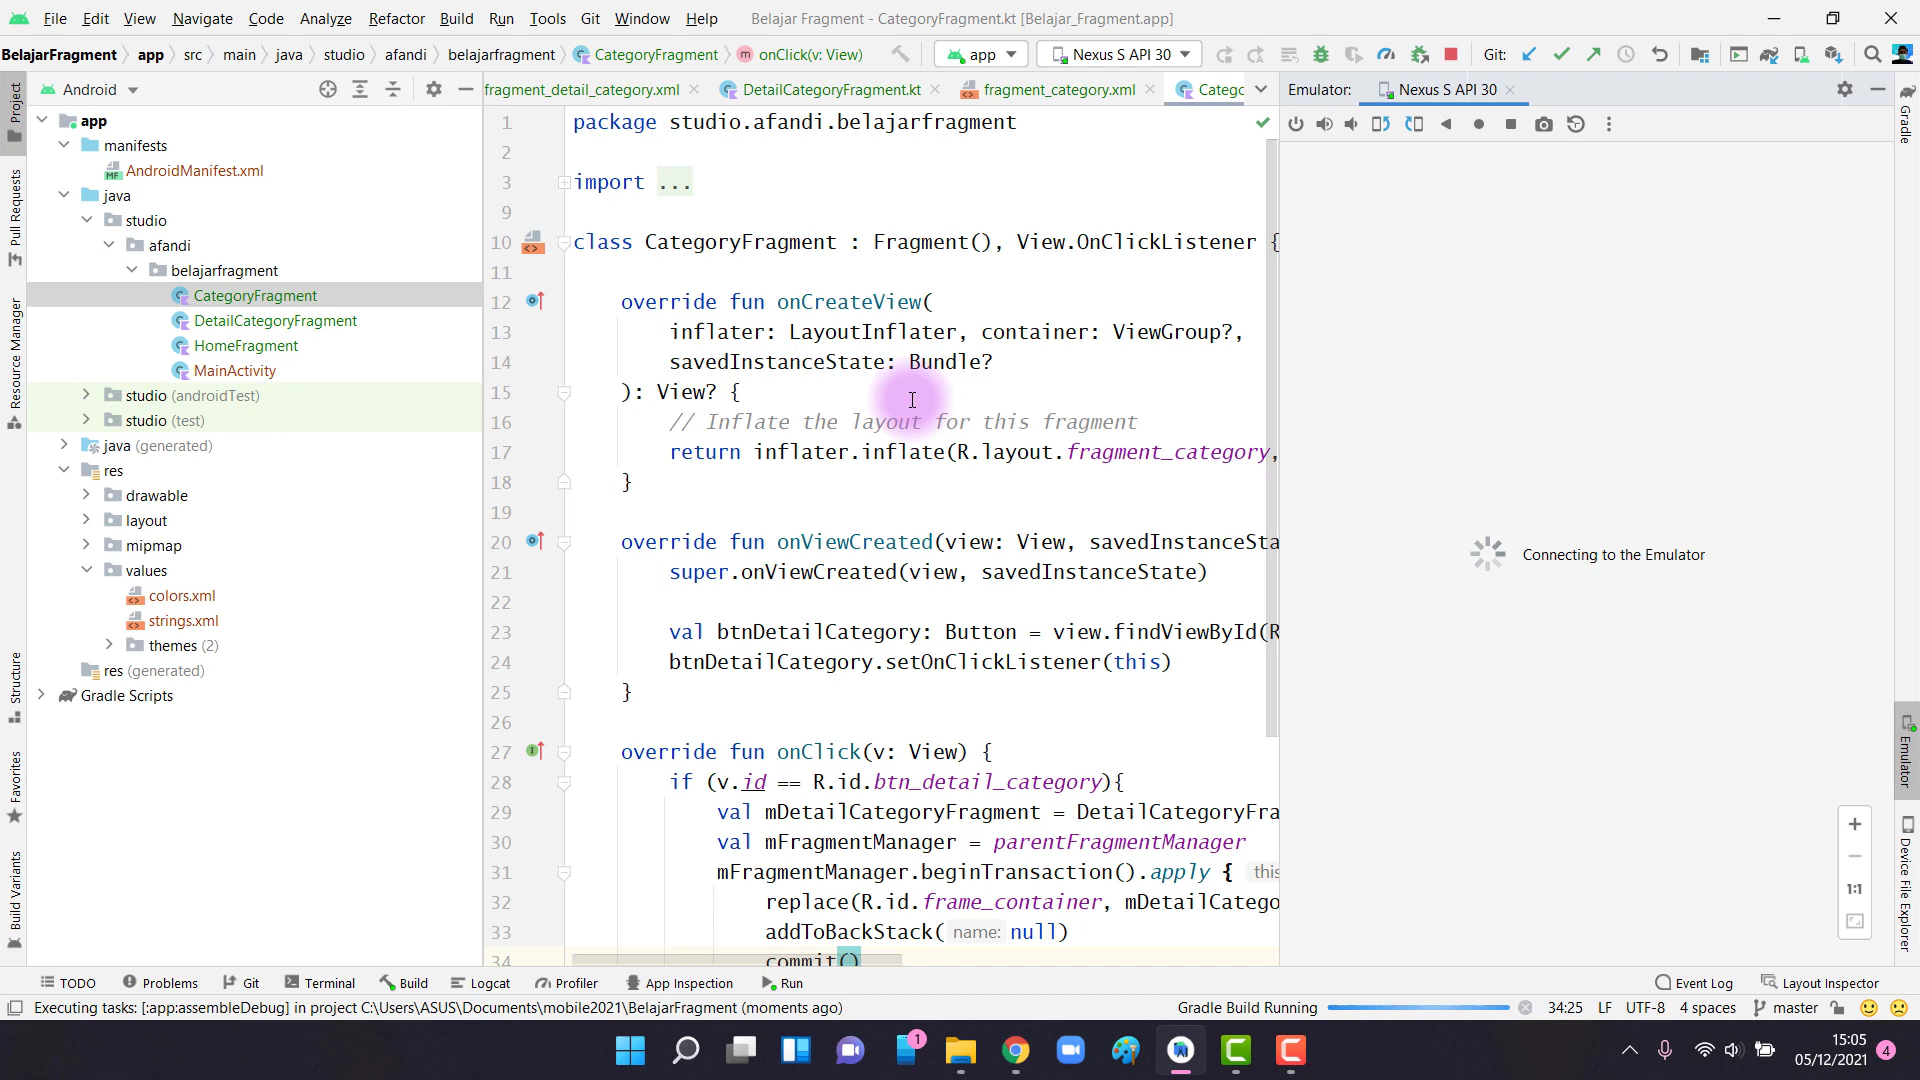 File Edit View Navigate Code Analyze Refactor Build Run Tools Git Window Help Belajar Fragment - CategoryFragment.kt [Belajar_Fragment.app]
BelajarFragment app src main java studio afandi belajarfragment CategoryFragment onClick(v: View) app Nexus S API 30 Git:
Android fragment_detail_category.xml DetailCategoryFragment.kt fragment_category.xml Catego Emulator: Nexus S API 30
app
manifests
AndroidManifest.xml
java
studio
afandi
belajarfragment
CategoryFragment
DetailCategoryFragment
HomeFragment
MainActivity
studio (androidTest)
studio (test)
java (generated)
res
drawable
layout
mipmap
values
colors.xml
strings.xml
themes (2)
res (generated)
Gradle Scripts
Project
Pull Requests
Resource Manager
Structure
Favorites
Build Variants
1 package studio.afandi.belajarfragment
2
3 import ...
9
10 class CategoryFragment : Fragment(), View.OnClickListener {
11
12 override fun onCreateView(
13 inflater: LayoutInflater, container: ViewGroup?,
14 savedInstanceState: Bundle?
15 ): View? {
16 // Inflate the layout for this fragment
17 return inflater.inflate(R.layout.fragment_category,
18 }
19
20 override fun onViewCreated(view: View, savedInstanceSta
21 super.onViewCreated(view, savedInstanceState)
22
23 val btnDetailCategory: Button = view.findViewById(R
24 btnDetailCategory.setOnClickListener(this)
25 }
26
27 override fun onClick(v: View) {
28 if (v.id == R.id.btn_detail_category){
29 val mDetailCategoryFragment = DetailCategoryFra
30 val mFragmentManager = parentFragmentManager
31 mFragmentManager.beginTransaction().apply { this
32 replace(R.id.frame_container, mDetailCatego
33 addToBackStack( name: null)
34 commit()
Connecting to the Emulator
1:1
Gradle
Emulator
Device File Explorer
TODO Problems Git Terminal Build Logcat Profiler App Inspection Run Event Log Layout Inspector
Executing tasks: [:app:assembleDebug] in project C:\Users\ASUS\Documents\mobile2021\BelajarFragment (moments ago) Gradle Build Running 34:25 LF UTF-8 4 spaces master
1
15:05
05/12/2021 4